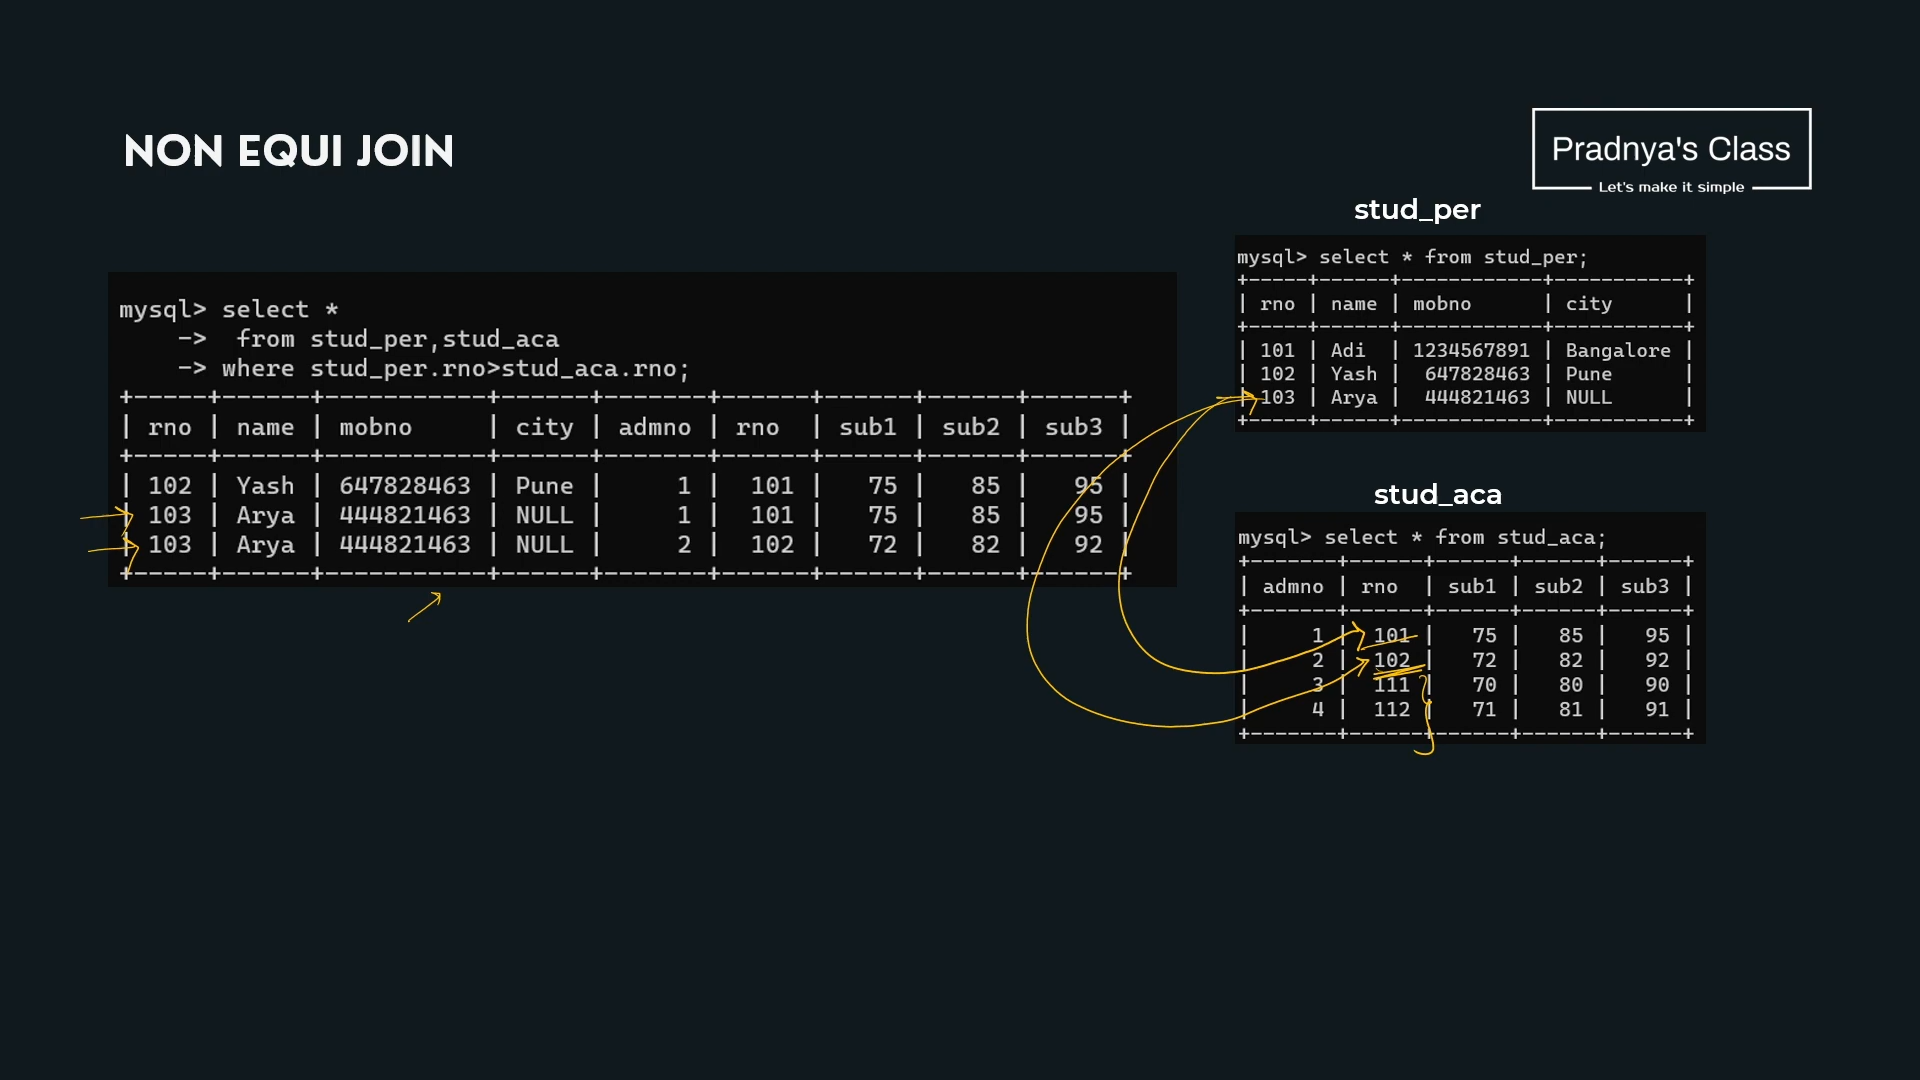 NON EQUI JOIN
Pradnya's Class
Let's make it simple
mysql> select *
-> from stud_per,stud_aca
-> where stud_per.rno>stud_aca.rno;
+-----+------+-----------+------+-------+------+------+------+------+
| rno | name | mobno     | city | admno | rno  | sub1 | sub2 | sub3 |
+-----+------+-----------+------+-------+------+------+------+------+
| 102 | Yash | 647828463 | Pune |     1 |  101 |   75 |   85 |   95 |
| 103 | Arya | 444821463 | NULL |     1 |  101 |   75 |   85 |   95 |
| 103 | Arya | 444821463 | NULL |     2 |  102 |   72 |   82 |   92 |
+-----+------+-----------+------+-------+------+------+------+------+
stud_per
mysql> select * from stud_per;
+-----+------+------------+-----------+
| rno | name | mobno      | city      |
+-----+------+------------+-----------+
| 101 | Adi  | 1234567891 | Bangalore |
| 102 | Yash |  647828463 | Pune      |
| 103 | Arya |  444821463 | NULL      |
+-----+------+------------+-----------+
stud_aca
mysql> select * from stud_aca;
+-------+------+------+------+------+
| admno | rno  | sub1 | sub2 | sub3 |
+-------+------+------+------+------+
|     1 |  101 |   75 |   85 |   95 |
|     2 |  102 |   72 |   82 |   92 |
|     3 |  111 |   70 |   80 |   90 |
|     4 |  112 |   71 |   81 |   91 |
+-------+------+------+------+------+